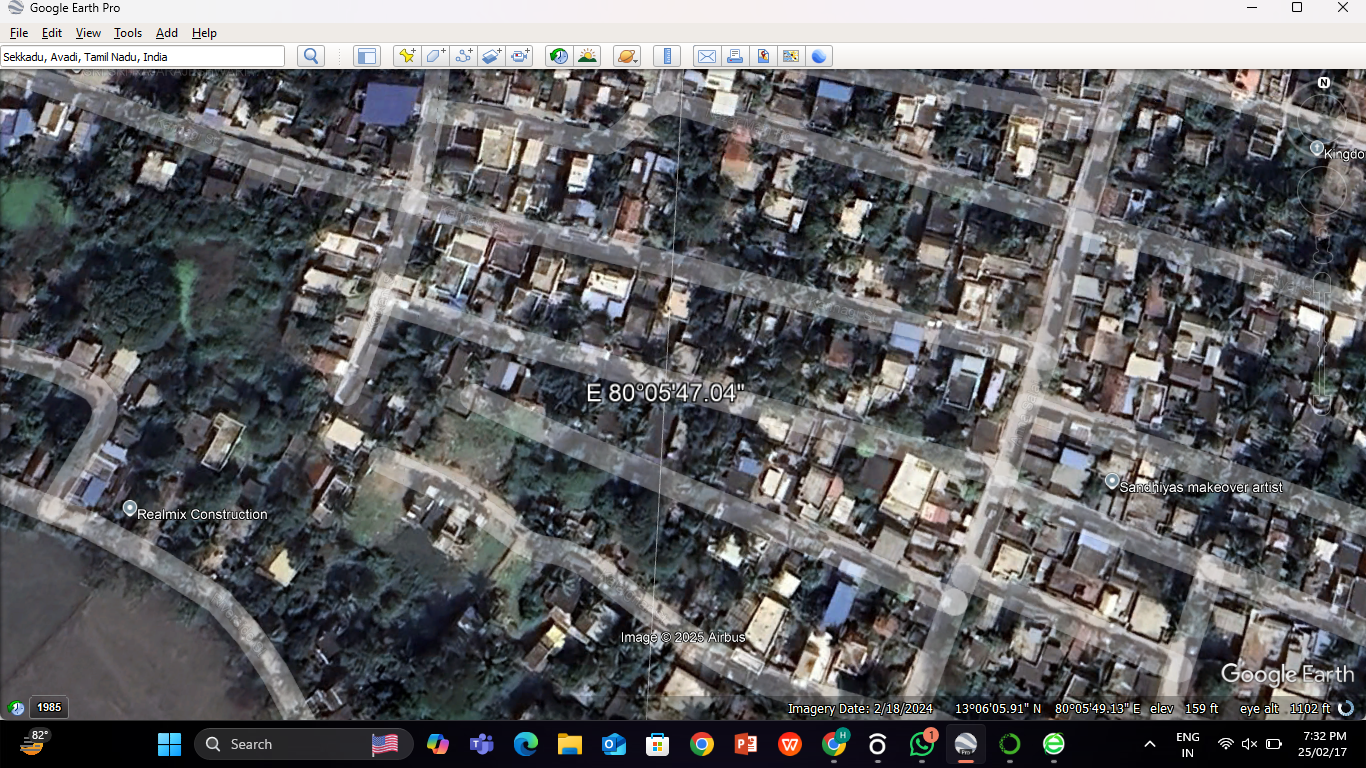 Google Earth Pro
File Edit View Tools Add Help
Sekkadu, Avadi, Tamil Nadu, India
N
Kingdo
E 80°05'47.04"
Sandhiyas makeover artist
Realmix Construction
Image © 2025 Airbus
Google Earth
1985
Imagery Date: 2/18/2024 13°06'05.91" N 80°05'49.13" E elev 159 ft eye alt 1102 ft
82°
Search
H
1
Pro
ENG
IN
7:32 PM
25/02/17